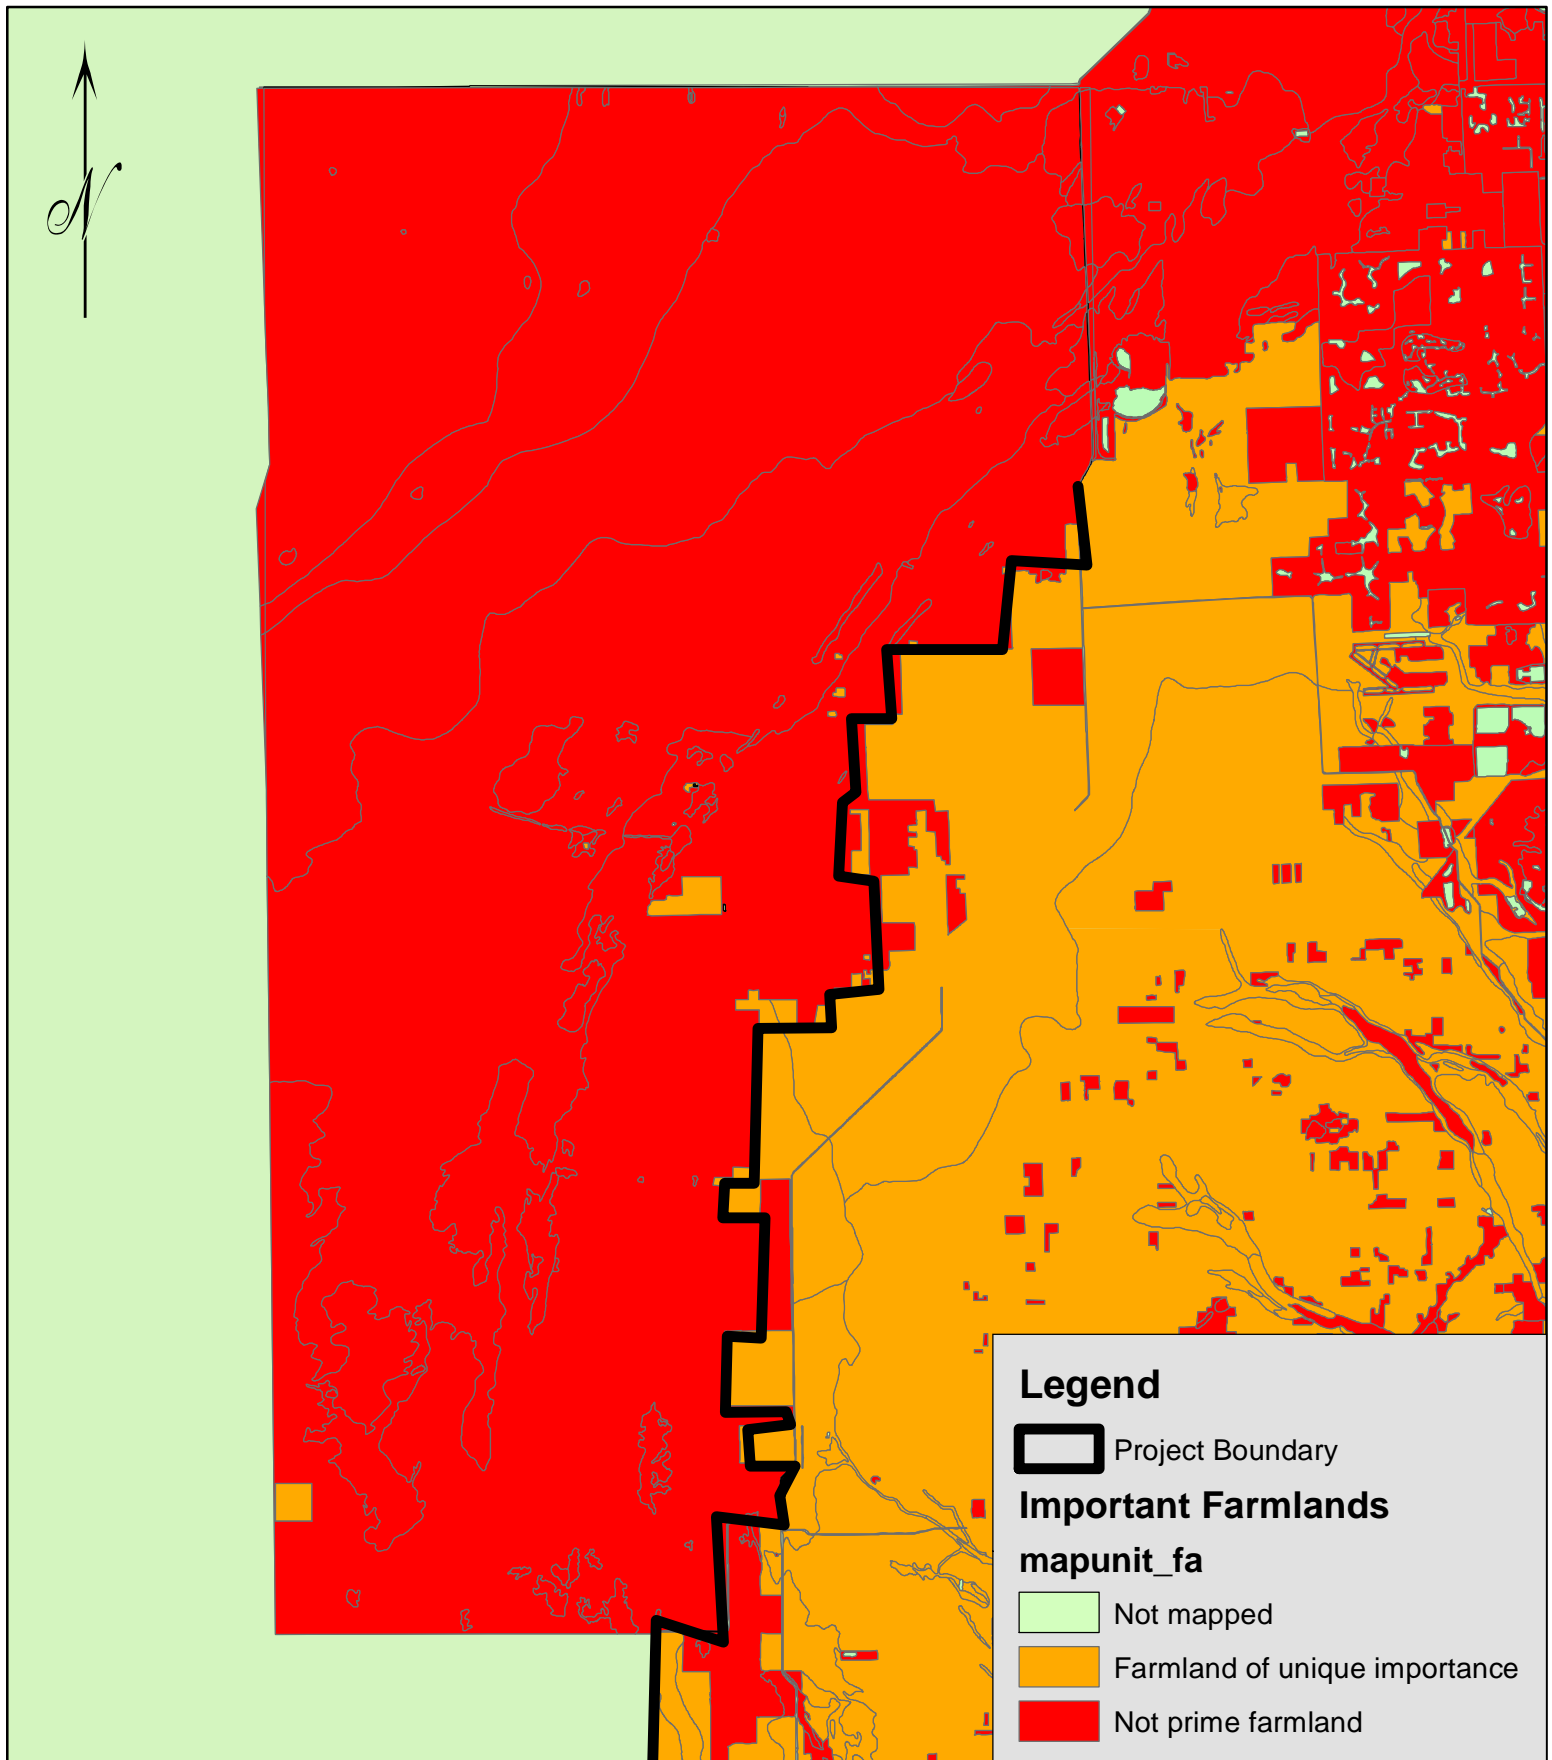 N
Legend
Project Boundary
Important Farmlands
mapunit_fa
Not mapped
Farmland of unique importance
Not prime farmland